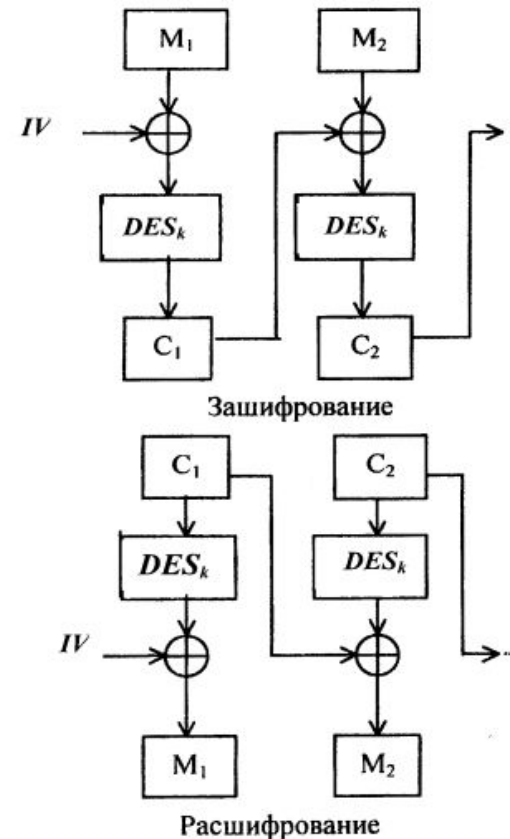 M₁ M₂
IV
DESₖ DESₖ
C₁ C₂
Зашифрование
C₁ C₂
DESₖ DESₖ
IV
M₁ M₂
Расшифрование